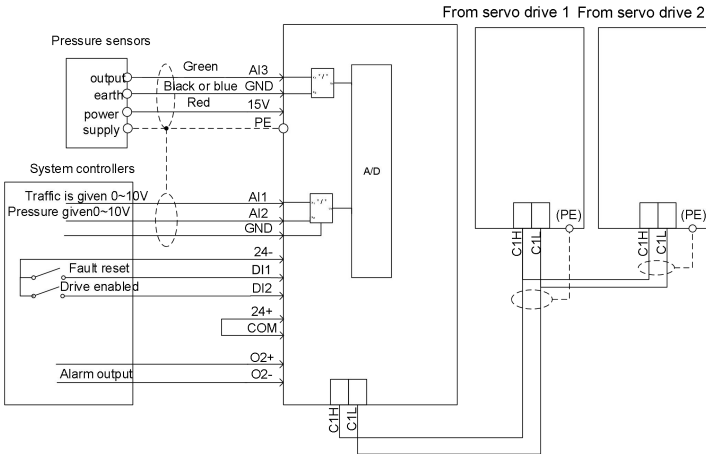 From servo drive 1 From servo drive 2
Pressure sensors
output
earth
power
supply
Green
Black or blue
Red
AI3
GND
15V
PE
A/D
System controllers
Traffic is given 0~10V
Pressure given0~10V
AI1
AI2
GND
24-
Fault reset
DI1
Drive enabled
DI2
24+
COM
O2+
Alarm output
O2-
C1H
C1L
C1H
C1L
(PE)
C1H
C1L
(PE)